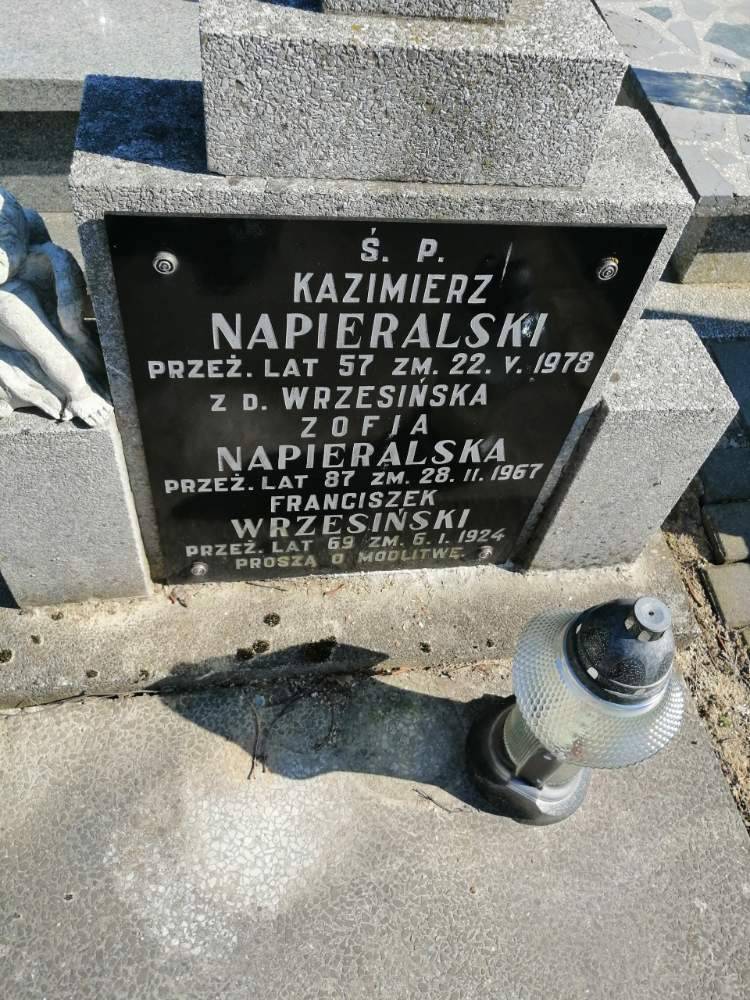 Ś. P.
KAZIMIERZ
NAPIERALSKI
PRZEŻ. LAT 57 ZM. 22. V. 1978
Z D. WRZESIŃSKA
ZOFIA
NAPIERALSKA
PRZEŻ. LAT 87 ZM. 28. II. 1967
FRANCISZEK
WRZESIŃSKI
PRZEŻ. LAT 69 ZM. 6. I. 1924
PROSZĄ O MODLITWĘ.